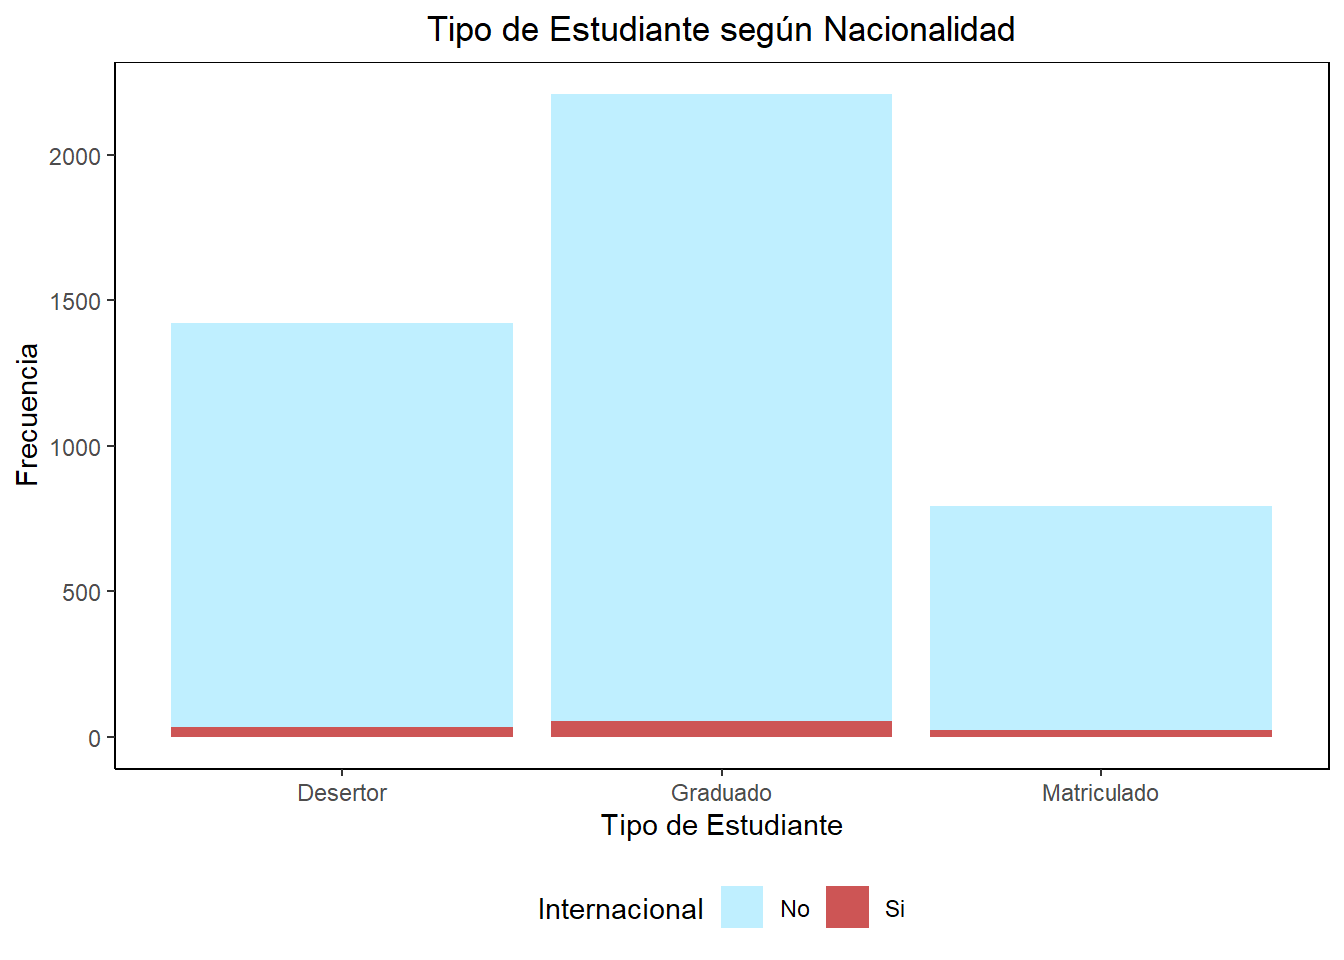 Tipo de Estudiante según Nacionalidad
Frecuencia
2000
1500
1000
500
0
Desertor Graduado Matriculado
Tipo de Estudiante
Internacional No Si